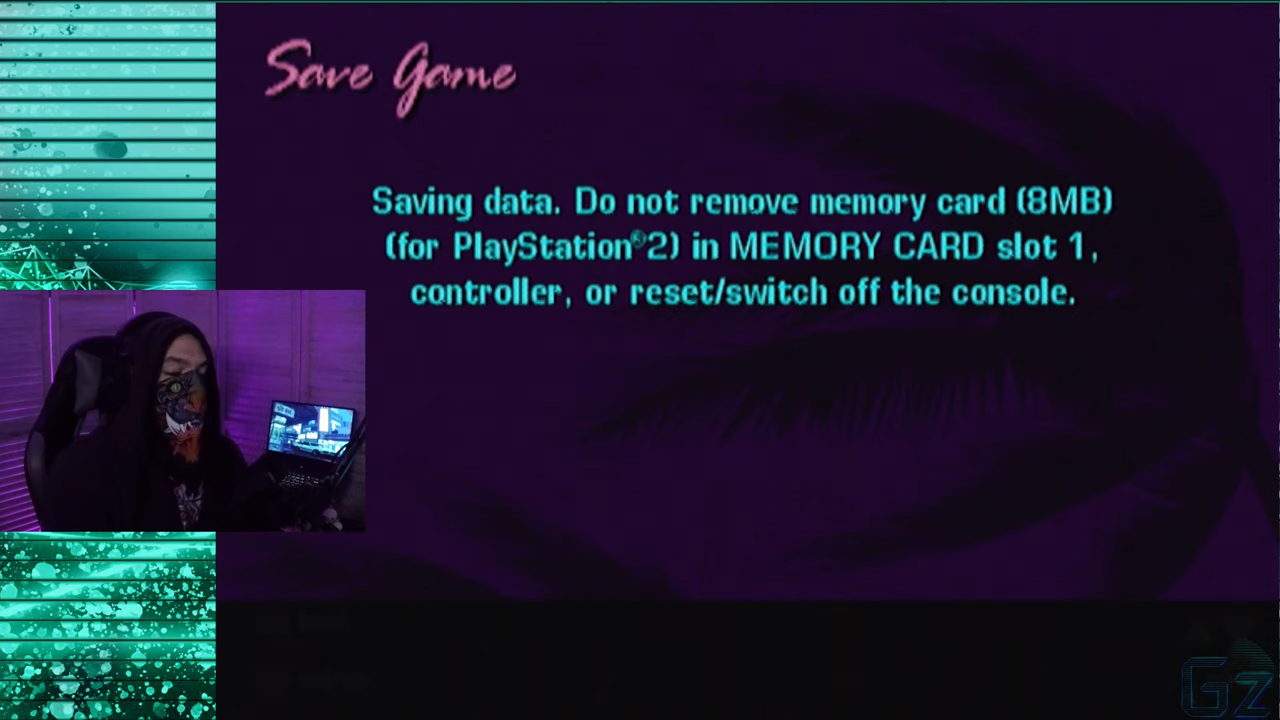 Save Game
Saving data. Do not remove memory card (8MB)
(for PlayStation®2) in MEMORY CARD slot 1,
controller, or reset/switch off the console.
Gz